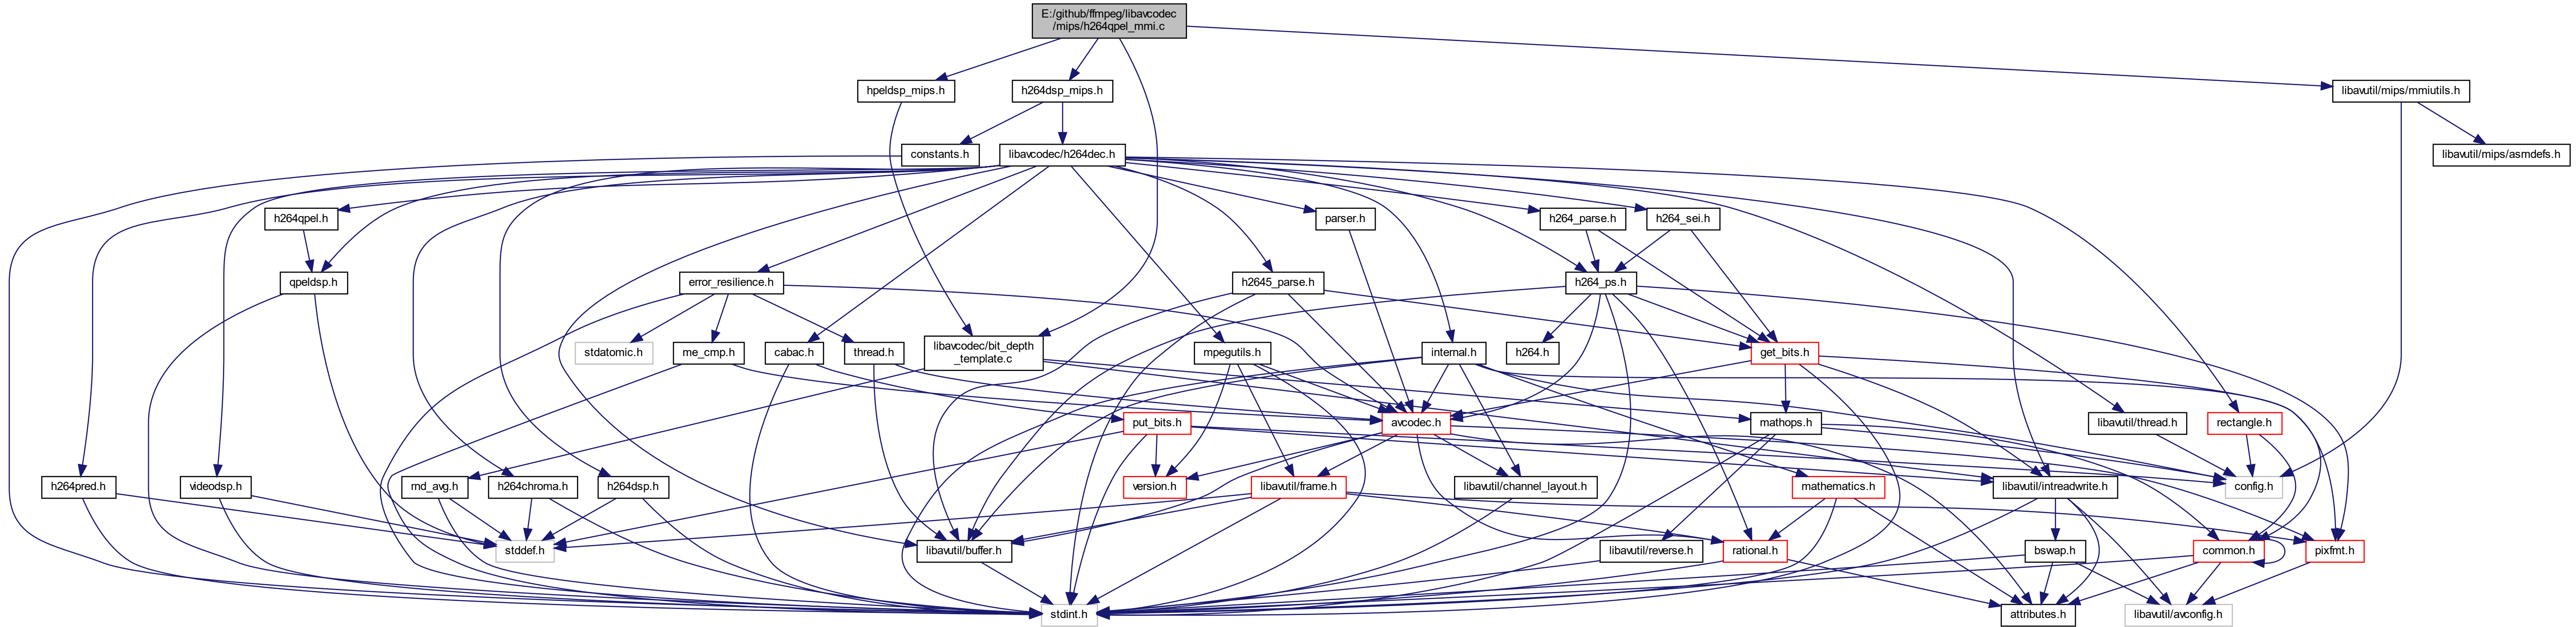 E:/github/ffmpeg/libavcodec
/mips/h264qpel_mmi.c
hpeldsp_mips.h
h264dsp_mips.h
libavutil/mips/mmiutils.h
constants.h
libavcodec/h264dec.h
libavutil/mips/asmdefs.h
h264qpel.h
parser.h
h264_parse.h
h264_sei.h
qpeldsp.h
error_resilience.h
h2645_parse.h
h264_ps.h
stdatomic.h
me_cmp.h
cabac.h
thread.h
libavcodec/bit_depth
_template.c
mpegutils.h
internal.h
h264.h
get_bits.h
put_bits.h
avcodec.h
mathops.h
libavutil/thread.h
rectangle.h
h264pred.h
videodsp.h
rnd_avg.h
h264chroma.h
h264dsp.h
version.h
libavutil/frame.h
libavutil/channel_layout.h
mathematics.h
libavutil/intreadwrite.h
config.h
stddef.h
libavutil/buffer.h
libavutil/reverse.h
rational.h
bswap.h
common.h
pixfmt.h
stdint.h
attributes.h
libavutil/avconfig.h